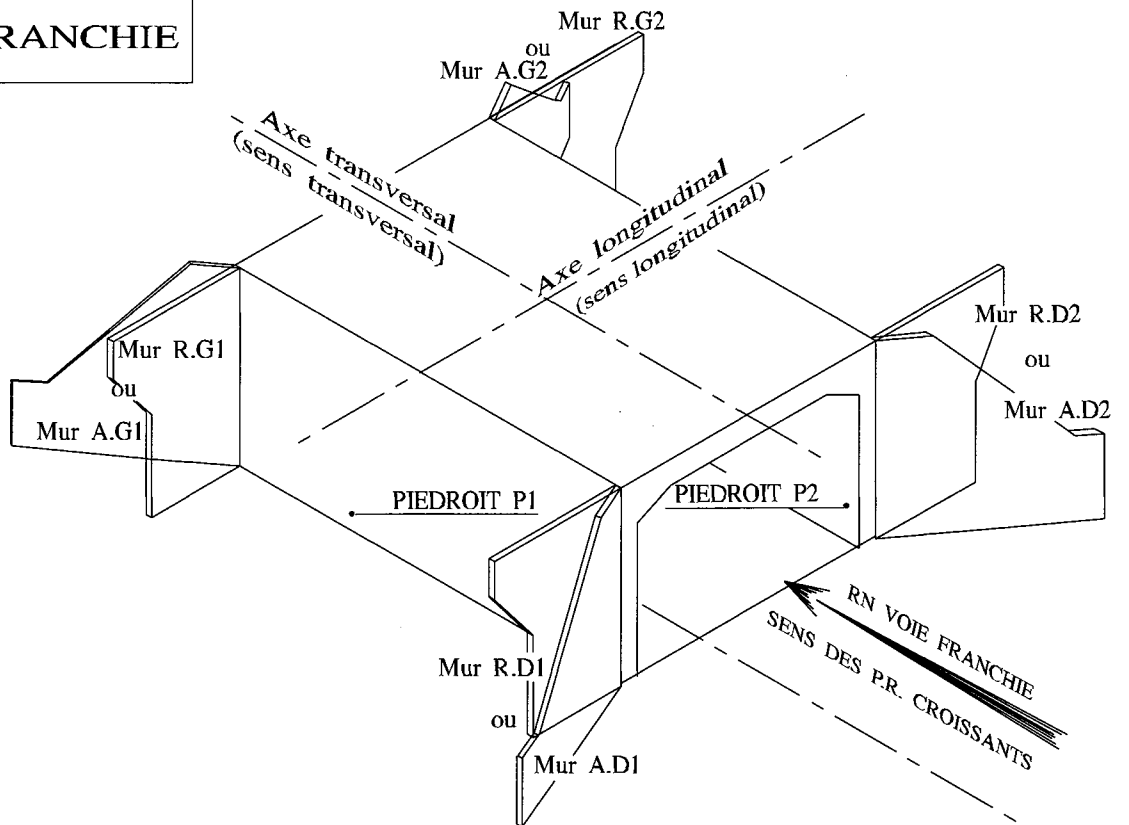 RANCHIE
Mur R.G2
ou
Mur A.G2
Axe transversal
(sens transversal)
Axe longitudinal
(sens longitudinal)
Mur R.G1
ou
Mur A.G1
Mur R.D2
ou
Mur A.D2
PIEDROIT P1
PIEDROIT P2
Mur R.D1
ou
Mur A.D1
RN VOIE FRANCHIE
SENS DES P.R. CROISSANTS